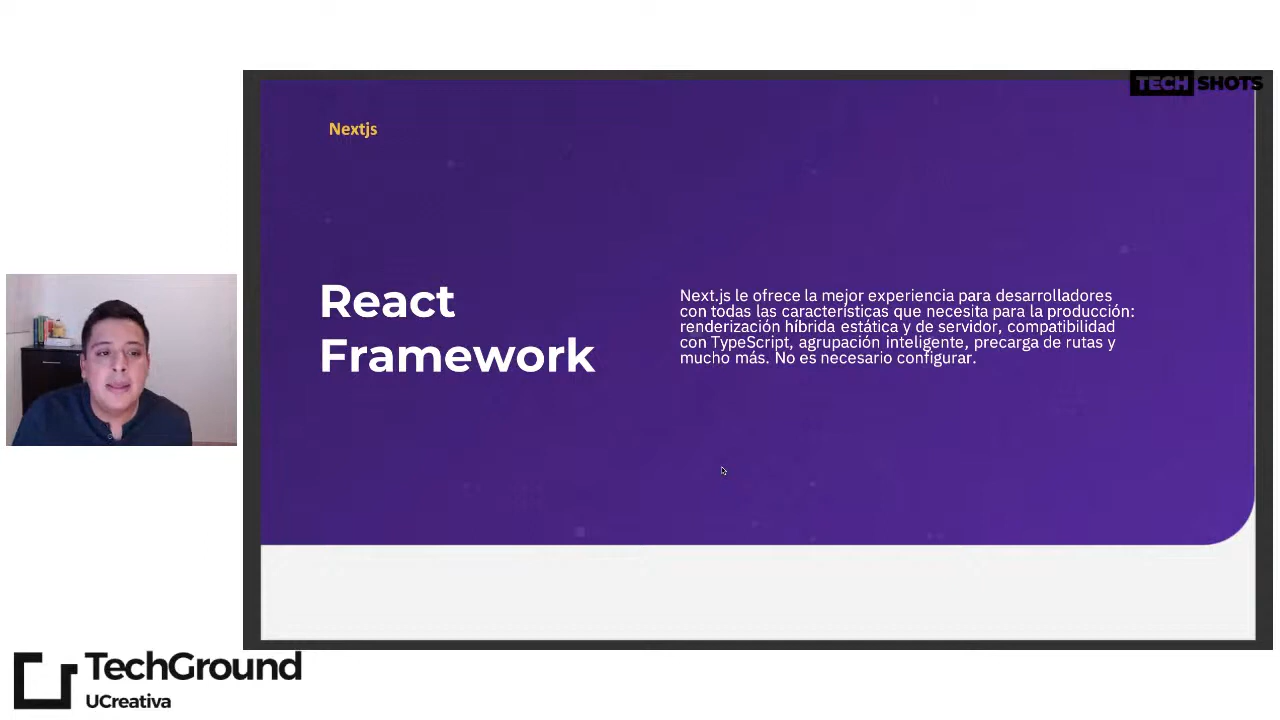 TECH SHOTS
Nextjs
React
Framework
Next.js le ofrece la mejor experiencia para desarrolladores
con todas las características que necesita para la producción:
renderización híbrida estática y de servidor, compatibilidad
con TypeScript, agrupación inteligente, precarga de rutas y
mucho más. No es necesario configurar.
TechGround
UCreativa